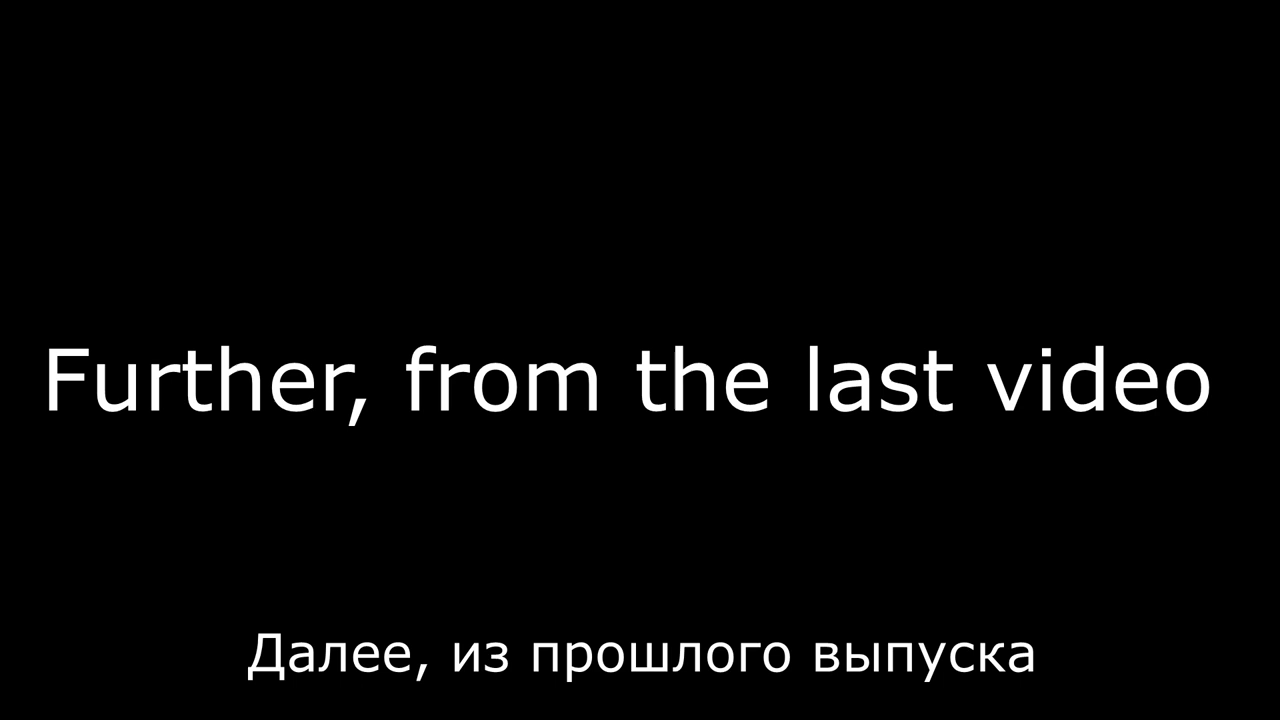 Further, from the last video
Далее, из прошлого выпуска